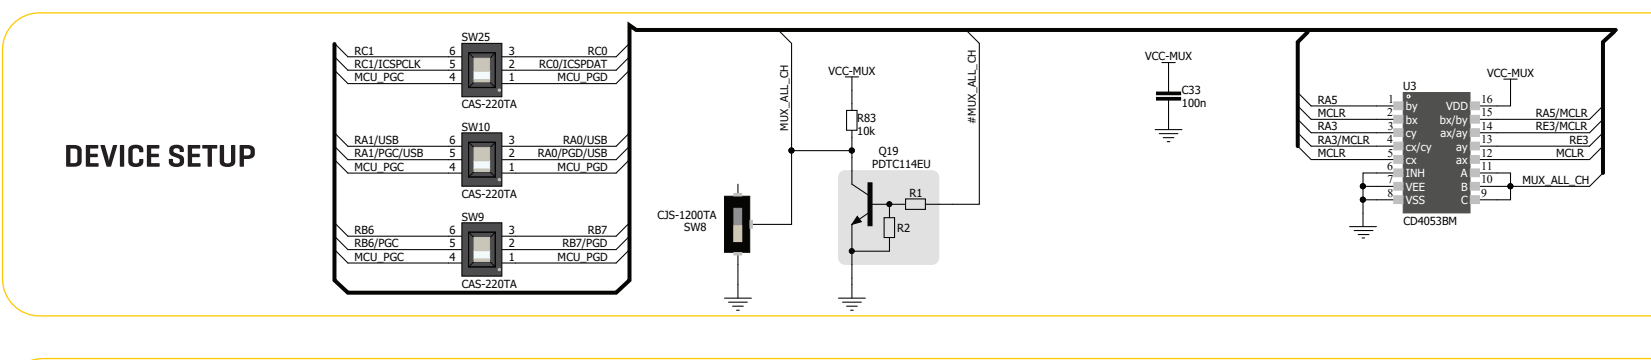 DEVICE SETUP
SW25
RC1 6 3 RC0
RC1/ICSPCLK 5 2 RC0/ICSPDAT
MCU_PGC 4 1 MCU_PGD
CAS-220TA
SW10
RA1/USB 6 3 RA0/USB
RA1/PGC/USB 5 2 RA0/PGD/USB
MCU_PGC 4 1 MCU_PGD
CAS-220TA
SW9
RB6 6 3 RB7
RB6/PGC 5 2 RB7/PGD
MCU_PGC 4 1 MCU_PGD
CAS-220TA
CJS-1200TA
SW8
MUX_ALL_CH
VCC-MUX
R83
10k
Q19
PDTC114EU
R1
R2
#MUX_ALL_CH
VCC-MUX
C33
100n
VCC-MUX
U3
RA5 1 by VDD 16
MCLR 2 bx bx/by 15 RA5/MCLR
RA3 3 cy ax/ay 14 RE3/MCLR
RA3/MCLR 4 cx/cy ay 13 RE3
MCLR 5 cx ax 12 MCLR
6 INH A 11
7 VEE B 10 MUX_ALL_CH
8 VSS C 9
CD4053BM